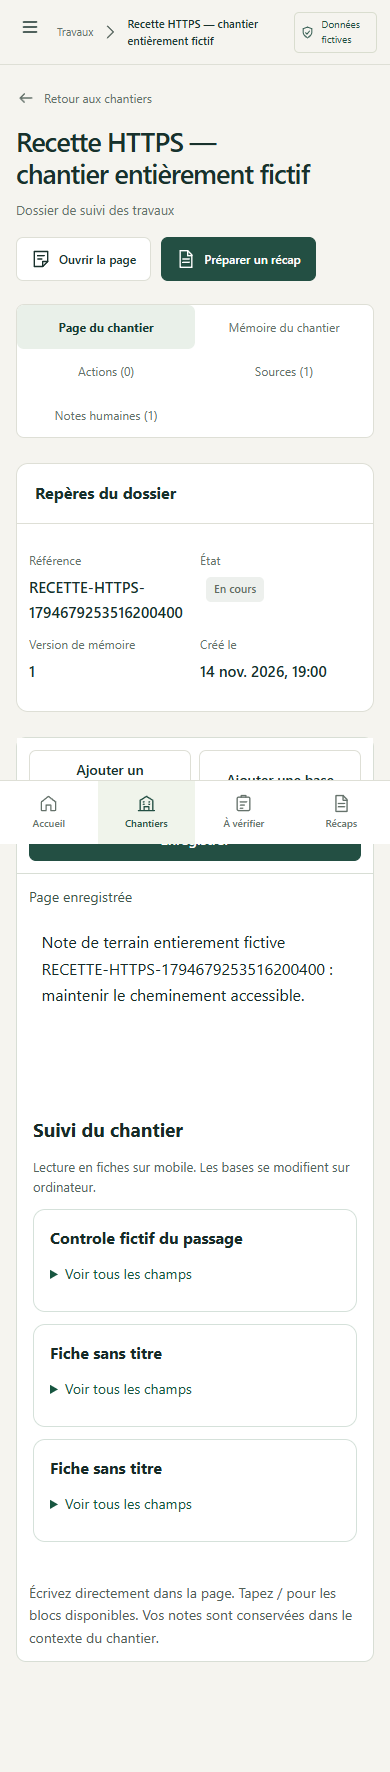 Travaux
Recette HTTPS — chantier
entièrement fictif
Données
fictives
Retour aux chantiers
Recette HTTPS —
chantier entièrement fictif
Dossier de suivi des travaux
Ouvrir la page
Préparer un récap
Page du chantier
Mémoire du chantier
Actions (0)
Sources (1)
Notes humaines (1)
Repères du dossier
Référence
État
RECETTE-HTTPS-
1794679253516200400
En cours
Version de mémoire
Créé le
1
14 nov. 2026, 19:00
Ajouter un
Ajouter une base
Accueil
Chantiers
À vérifier
Récaps
Page enregistrée
Note de terrain entierement fictive
RECETTE-HTTPS-1794679253516200400 :
maintenir le cheminement accessible.
Suivi du chantier
Lecture en fiches sur mobile. Les bases se modifient sur
ordinateur.
Controle fictif du passage
Voir tous les champs
Fiche sans titre
Voir tous les champs
Fiche sans titre
Voir tous les champs
Écrivez directement dans la page. Tapez / pour les
blocs disponibles. Vos notes sont conservées dans le
contexte du chantier.